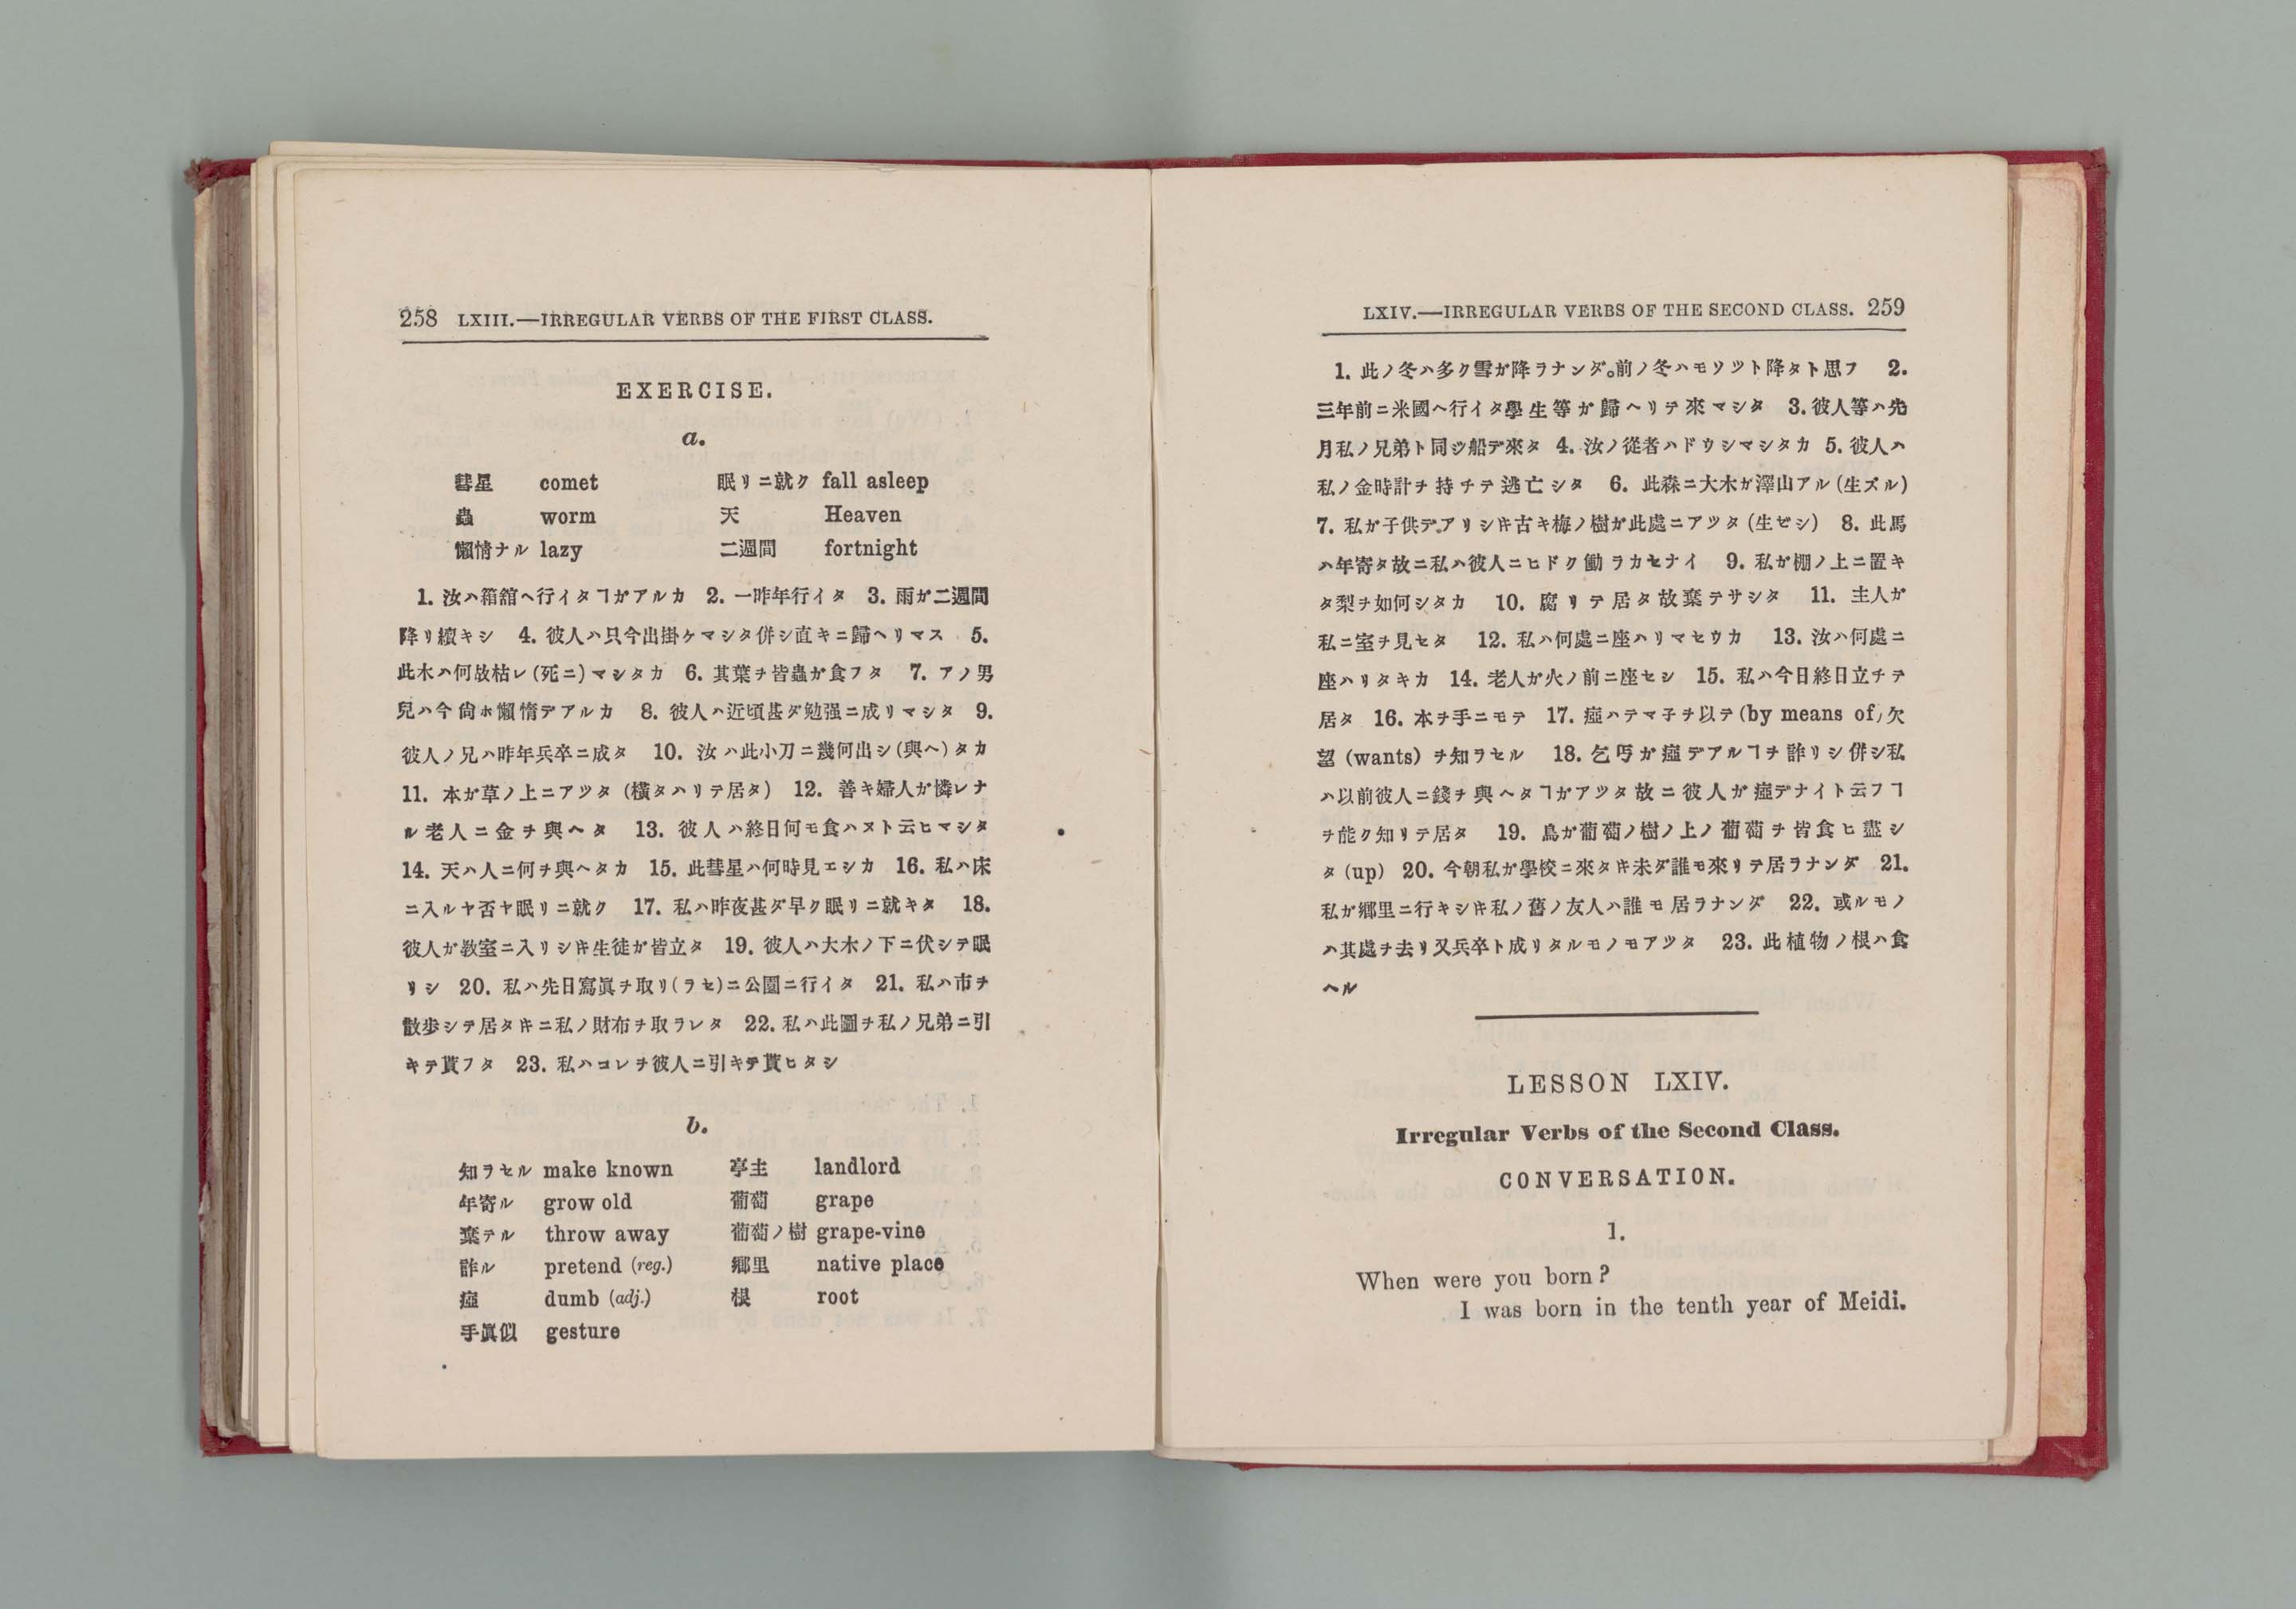 258 LXIII.—IRREGULAR VERBS OF THE FIRST CLASS.
EXERCISE.
a.
彗星 comet 眠リニ就ク fall asleep
蟲 worm 天 Heaven
懶惰ナル lazy 二週間 fortnight
1. 汝ハ箱舘ヘ行イタヿガアルカ 2. 一昨年行イタ 3. 雨ガ二週間
降リ續キシ 4. 彼人ハ只今出掛ケマシタ併シ直キニ歸ヘリマス 5.
此木ハ何故枯レ(死ニ)マシタカ 6. 其葉ヲ皆蟲ガ食フタ 7. アノ男
兒ハ今尙ホ懶惰デアルカ 8. 彼人ハ近頃甚ダ勉强ニ成リマシタ 9.
彼人ノ兄ハ昨年兵卒ニ成タ 10. 汝ハ此小刀ニ幾何出シ(與ヘ)タカ
11. 本ガ草ノ上ニアツタ (橫タハリテ居タ) 12. 善キ婦人ガ憐レナ
ル老人ニ金ヲ與ヘタ 13. 彼人ハ終日何モ食ハヌト云ヒマシタ
14. 天ハ人ニ何ヲ與ヘタカ 15. 此彗星ハ何時見エシカ 16. 私ハ床
ニ入ルヤ否ヤ眠リニ就ク 17. 私ハ昨夜甚ダ早ク眠リニ就キタ 18.
彼人ガ敎室ニ入リシキ生徒ガ皆立タ 19. 彼人ハ大木ノ下ニ伏シテ眠
リシ 20. 私ハ先日寫眞ヲ取リ(ラセ)ニ公園ニ行イタ 21. 私ハ市ヲ
散步シテ居タキニ私ノ財布ヲ取ラレタ 22. 私ハ此圖ヲ私ノ兄弟ニ引
キテ貰フタ 23. 私ハコレヲ彼人ニ引キテ貰ヒタシ
b.
知ラセル make known 亭主 landlord
年寄ル grow old 葡萄 grape
棄テル throw away 葡萄ノ樹 grape-vine
詐ル pretend (reg.) 鄕里 native place
瘂 dumb (adj.) 根 root
手眞似 gesture
LXIV.—IRREGULAR VERBS OF THE SECOND CLASS. 259
1. 此ノ冬ハ多ク雪ガ降ラナンダ。前ノ冬ハモソツト降タト思フ 2.
三年前ニ米國ヘ行イタ學生等ガ歸ヘリテ來マシタ 3. 彼人等ハ先
月私ノ兄弟ト同ジ船デ來タ 4. 汝ノ從者ハドウシマシタカ 5. 彼人ハ
私ノ金時計ヲ持チテ逃亡シタ 6. 此森ニ大木ガ澤山アル (生ズル)
7. 私ガ子供デアリシキ古キ梅ノ樹ガ此處ニアツタ (生ゼシ) 8. 此馬
ハ年寄タ故ニ私ハ彼人ニヒドク働ラカセナイ 9. 私ガ棚ノ上ニ置キ
タ梨ヲ如何シタカ 10. 腐リテ居タ故棄テサシタ 11. 主人ガ
私ニ室ヲ見セタ 12. 私ハ何處ニ座ハリマセウカ 13. 汝ハ何處ニ
座ハリタキカ 14. 老人ガ火ノ前ニ座セシ 15. 私ハ今日終日立チテ
居タ 16. 本ヲ手ニモテ 17. 瘂ハテマ子ヲ以テ(by means of) 欠
望 (wants) ヲ知ラセル 18. 乞丐ガ瘂デアルヿヲ詐リシ併シ私
ハ以前彼人ニ錢ヲ與ヘタヿガアツタ故ニ彼人ガ瘂デナイト云フヿ
ヲ能ク知リテ居タ 19. 鳥ガ葡萄ノ樹ノ上ノ葡萄ヲ皆食ヒ盡シ
タ (up) 20. 今朝私ガ學校ニ來タキ未ダ誰モ來リテ居ラナンダ 21.
私ガ鄕里ニ行キシキ私ノ舊ノ友人ハ誰モ居ラナンダ 22. 或ルモノ
ハ其處ヲ去リ又兵卒ト成リタルモノモアツタ 23. 此植物ノ根ハ食
ヘル
LESSON LXIV.
Irregular Verbs of the Second Class.
CONVERSATION.
1.
When were you born?
I was born in the tenth year of Meidi.